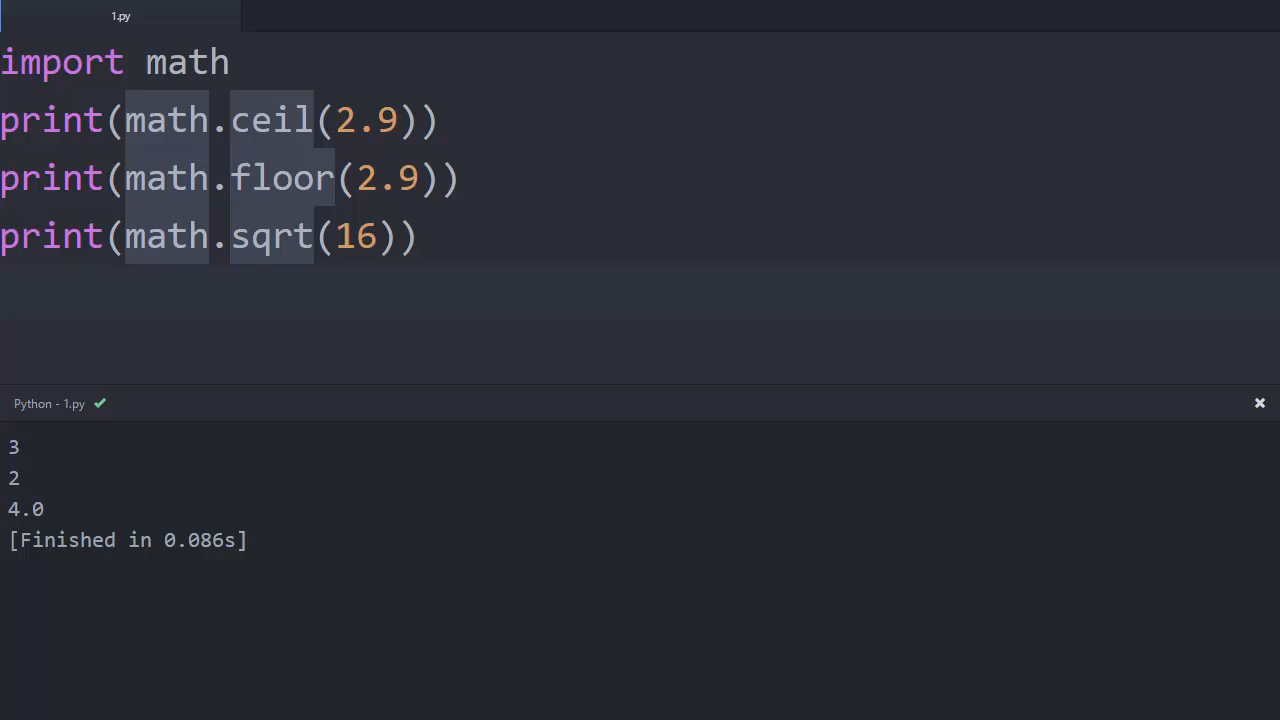 1.py
import math
print(math.ceil(2.9))
print(math.floor(2.9))
print(math.sqrt(16))
Python - 1.py
3
2
4.0
[Finished in 0.086s]